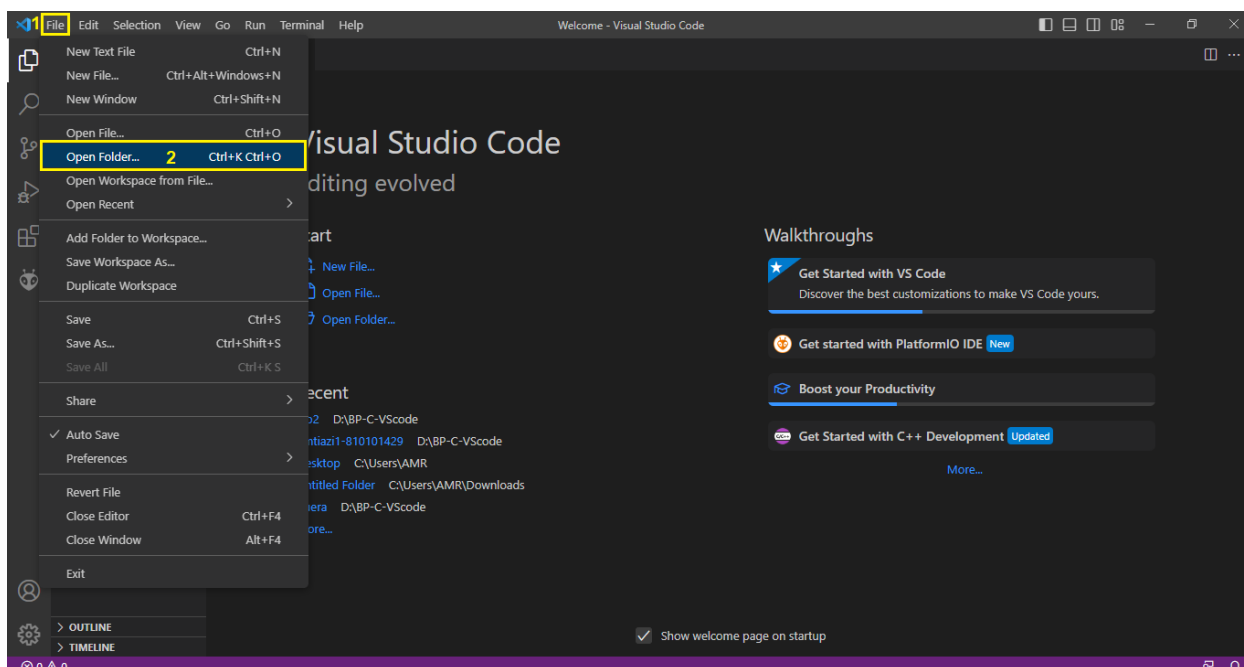 1 File Edit Selection View Go Run Terminal Help Welcome - Visual Studio Code
New Text File Ctrl+N
New File... Ctrl+Alt+Windows+N
New Window Ctrl+Shift+N
Open File... Ctrl+O
Open Folder... 2 Ctrl+K Ctrl+O
Open Workspace from File...
Open Recent
Add Folder to Workspace...
Save Workspace As...
Duplicate Workspace
Save Ctrl+S
Save As... Ctrl+Shift+S
Save All Ctrl+K S
Share
Auto Save
Preferences
Revert File
Close Editor Ctrl+F4
Close Window Alt+F4
Exit
OUTLINE
TIMELINE
0 0
isual Studio Code
diting evolved
tart
New File...
Open File...
Open Folder...
ecent
D:\BP-C-VScode
ntiazi1-810101429 D:\BP-C-VScode
esktop C:\Users\AMR
ntitled Folder C:\Users\AMR\Downloads
era D:\BP-C-VScode
ore...
Walkthroughs
Get Started with VS Code
Discover the best customizations to make VS Code yours.
Get started with PlatformIO IDE New
Boost your Productivity
Get Started with C++ Development Updated
More...
Show welcome page on startup